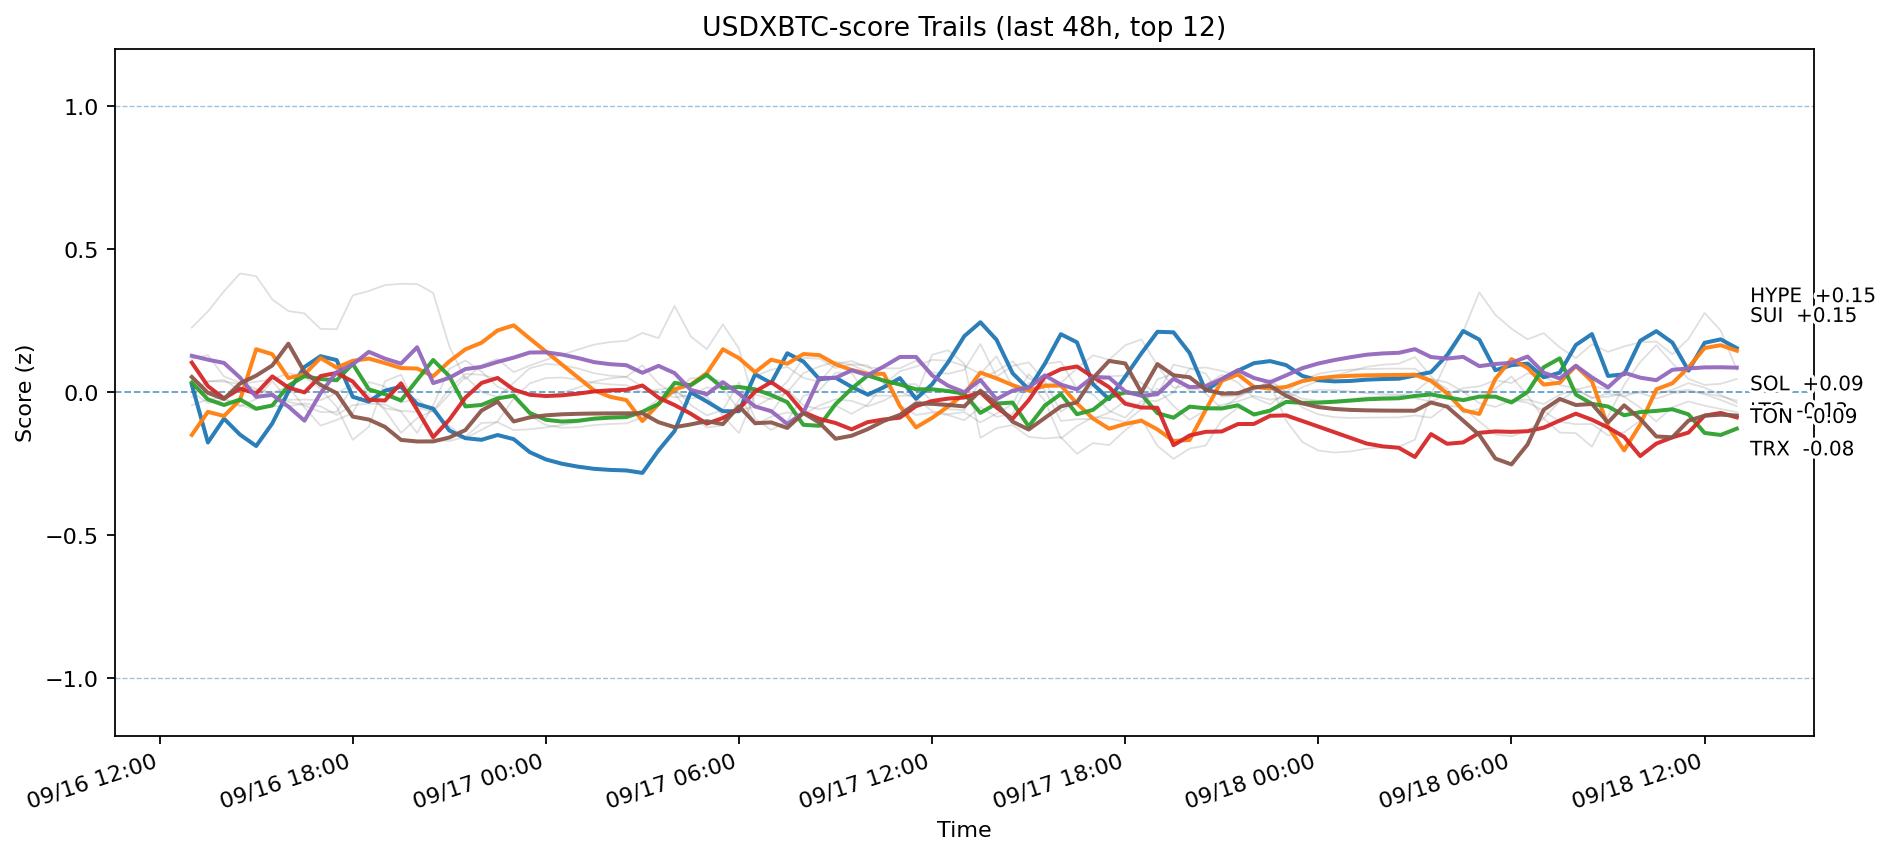 USDXBTC-score Trails (last 48h, top 12)
Score (z)
1.0
0.5
0.0
−0.5
−1.0
HYPE +0.15
SUI +0.15
SOL +0.09
TON -0.09
TRX -0.08
09/16 12:00
09/16 18:00
09/17 00:00
09/17 06:00
09/17 12:00
09/17 18:00
09/18 00:00
09/18 06:00
09/18 12:00
Time